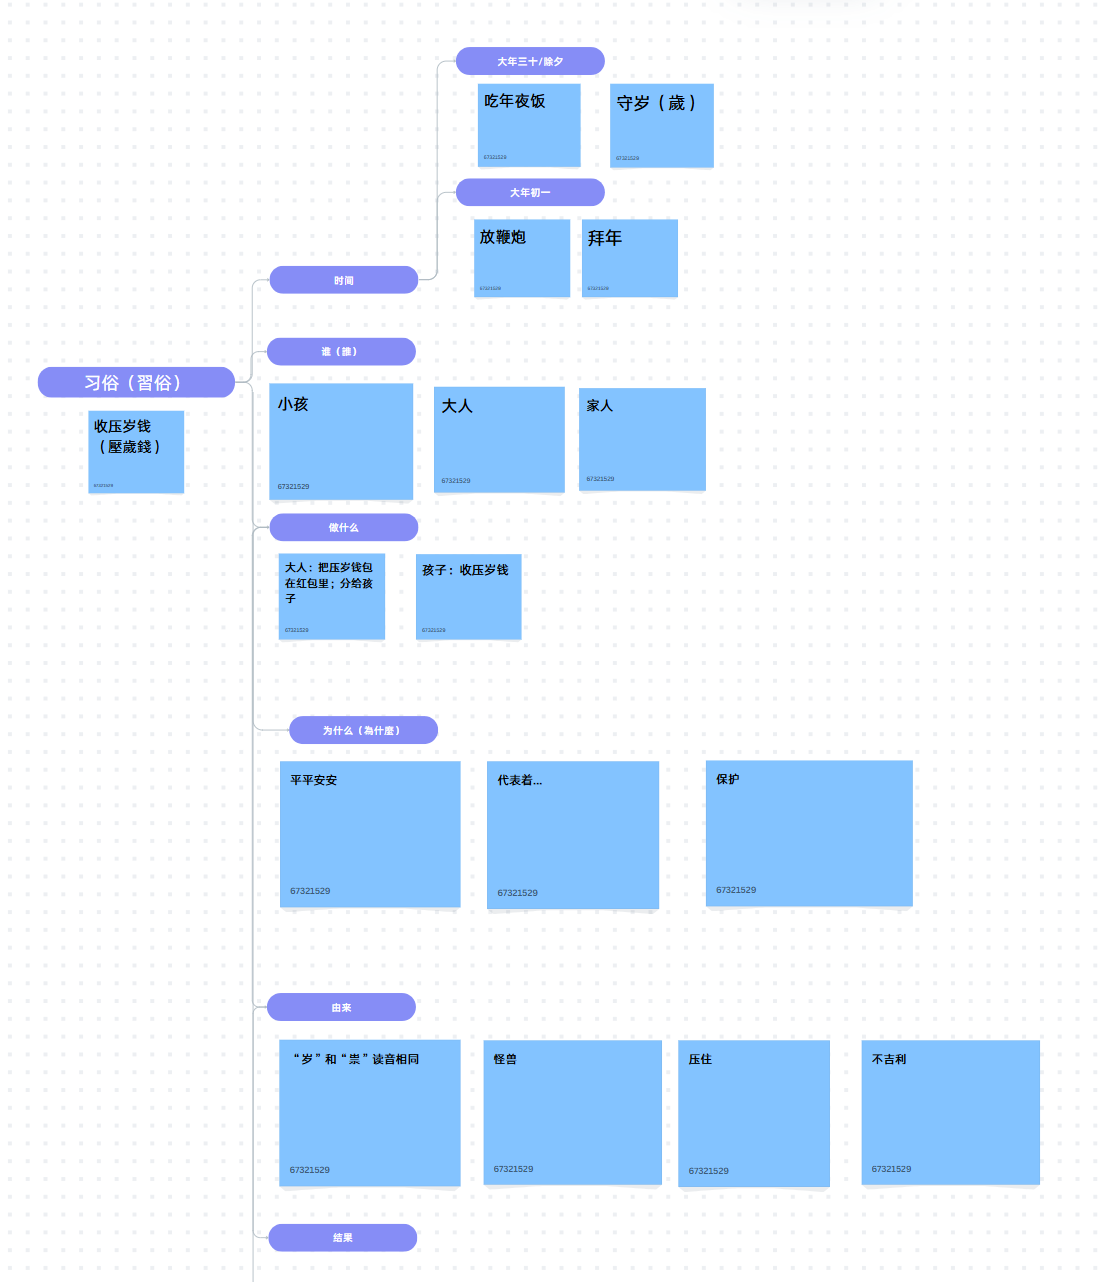 大年三十/除夕
吃年夜饭
67321529
守岁（歲）
67321529
大年初一
放鞭炮
67321529
拜年
67321529
时间
谁（誰）
习俗（習俗）
收压岁钱
（壓歲錢）
67321529
小孩
67321529
大人
67321529
家人
67321529
做什么
大人：把压岁钱包
在红包里；分给孩
子
67321529
孩子：收压岁钱
67321529
为什么（為什麼）
平平安安
67321529
代表着...
67321529
保护
67321529
由来
“岁”和“祟”读音相同
67321529
怪兽
67321529
压住
67321529
不吉利
67321529
结果